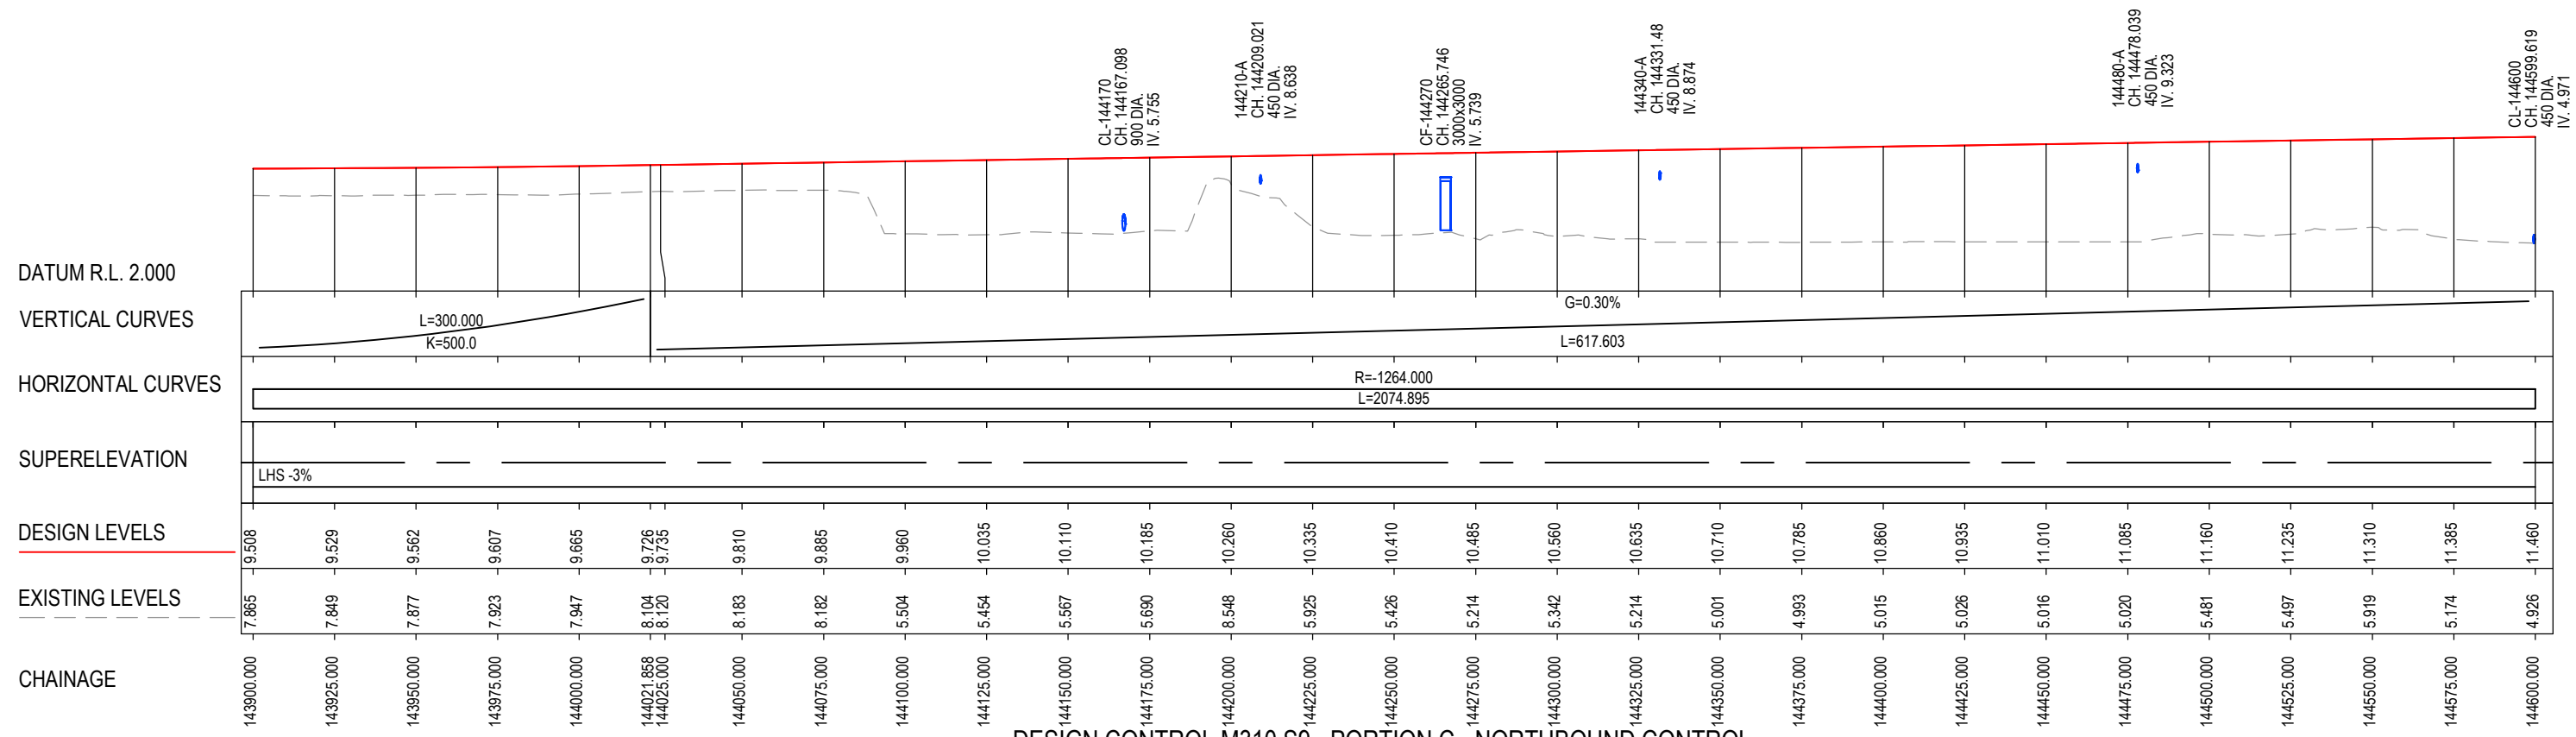 CL-144170
CH. 144167.098
900 DIA.
IV. 5.755
144210-A
CH. 144209.021
450 DIA.
IV. 8.638
CF-144270
CH. 144265.746
3000x3000
IV. 5.739
144340-A
CH. 144331.48
450 DIA.
IV. 8.874
144480-A
CH. 144478.039
450 DIA.
IV. 9.323
CL-144600
CH. 144599.619
450 DIA.
IV. 4.971
DATUM R.L. 2.000
VERTICAL CURVES
L=300.000
K=500.0
G=0.30%
L=617.603
HORIZONTAL CURVES
R=-1264.000
L=2074.895
SUPERELEVATION
LHS -3%
DESIGN LEVELS
9.508 9.529 9.562 9.607 9.665 9.726 9.735 9.810 9.885 9.960 10.035 10.110 10.185 10.260 10.335 10.410 10.485 10.560 10.635 10.710 10.785 10.860 10.935 11.010 11.085 11.160 11.235 11.310 11.385 11.460
EXISTING LEVELS
7.865 7.849 7.877 7.923 7.947 8.104 8.120 8.183 8.182 5.504 5.454 5.567 5.690 8.548 5.925 5.426 5.214 5.342 5.214 5.001 4.993 5.015 5.026 5.016 5.020 5.481 5.497 5.919 5.174 4.926
CHAINAGE
143900.000 143925.000 143950.000 143975.000 144000.000 144021.858 144025.000 144050.000 144075.000 144100.000 144125.000 144150.000 144175.000 144200.000 144225.000 144250.000 144275.000 144300.000 144325.000 144350.000 144375.000 144400.000 144425.000 144450.000 144475.000 144500.000 144525.000 144550.000 144575.000 144600.000
DESIGN CONTROL M210 S0 - PORTION C - NORTHBOUND CONTROL